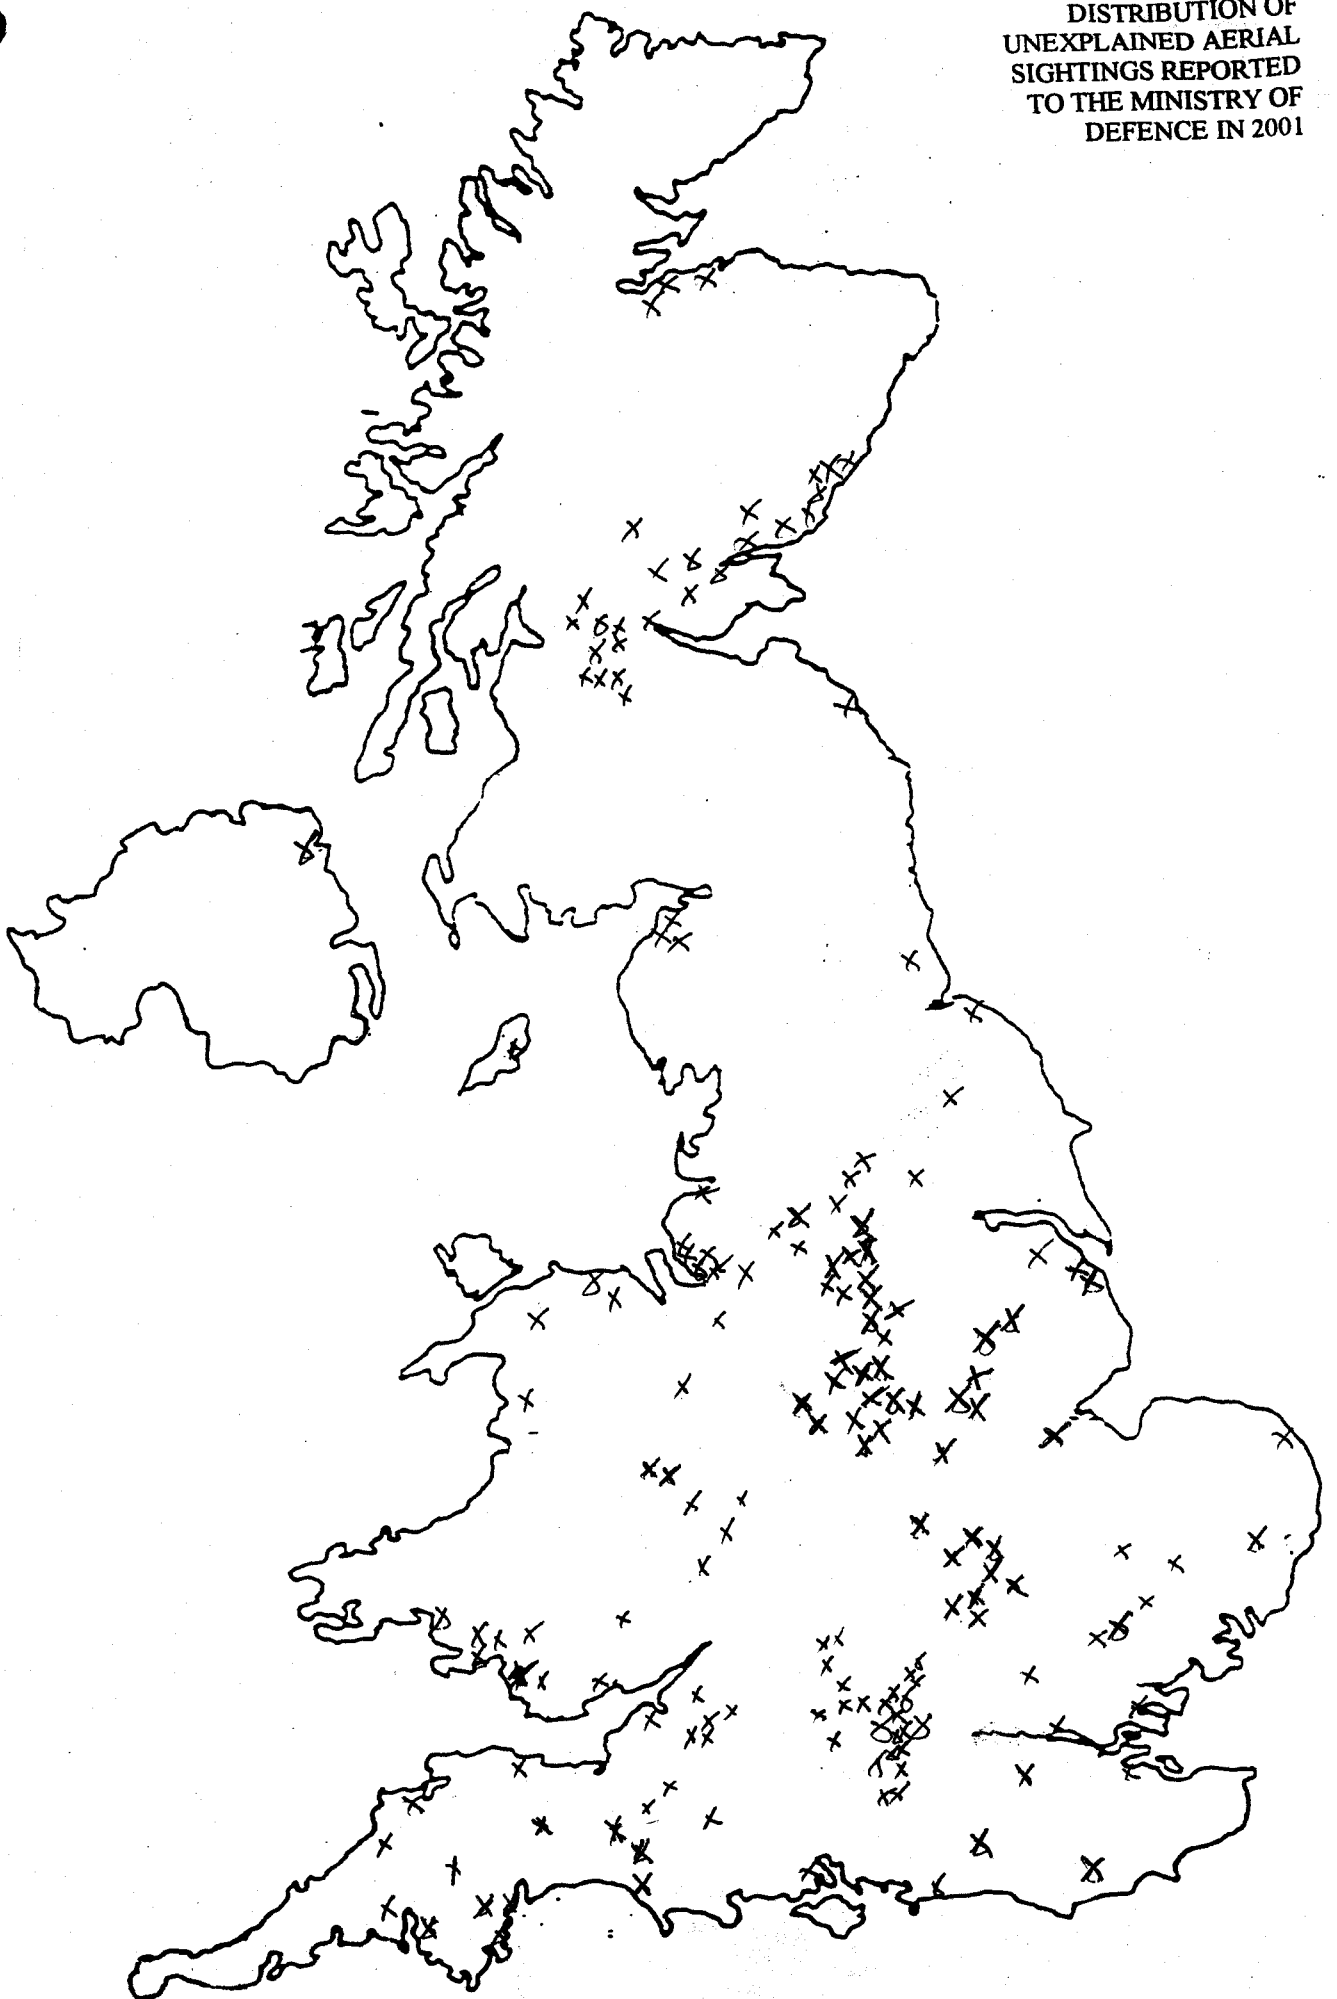 DISTRIBUTION OF
UNEXPLAINED AERIAL
SIGHTINGS REPORTED
TO THE MINISTRY OF
DEFENCE IN 2001